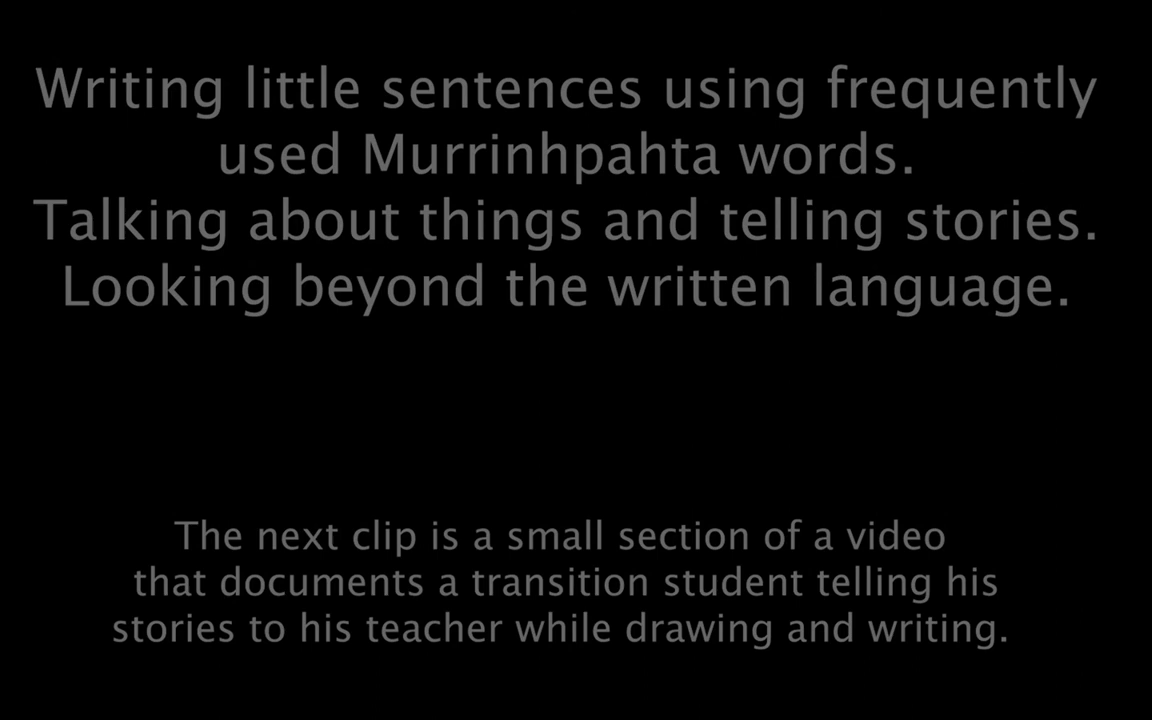 Writing little sentences using frequently
used Murrinhpahta words.
Talking about things and telling stories.
Looking beyond the written language.
The next clip is a small section of a video
that documents a transition student telling his
stories to his teacher while drawing and writing.